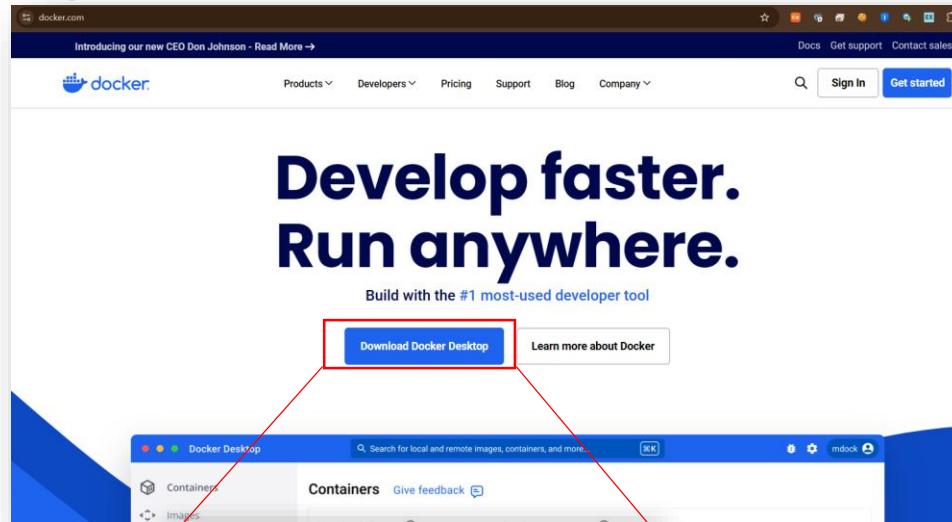 docker.com
Introducing our new CEO Don Johnson - Read More →
Docs Get support Contact sales
docker
Products Developers Pricing Support Blog Company
Sign In Get started
Develop faster.
Run anywhere.
Build with the #1 most-used developer tool
Download Docker Desktop
Learn more about Docker
Docker Desktop
Search for local and remote images, containers, and more...
⌘K
mdock
Containers
Containers Give feedback
Images